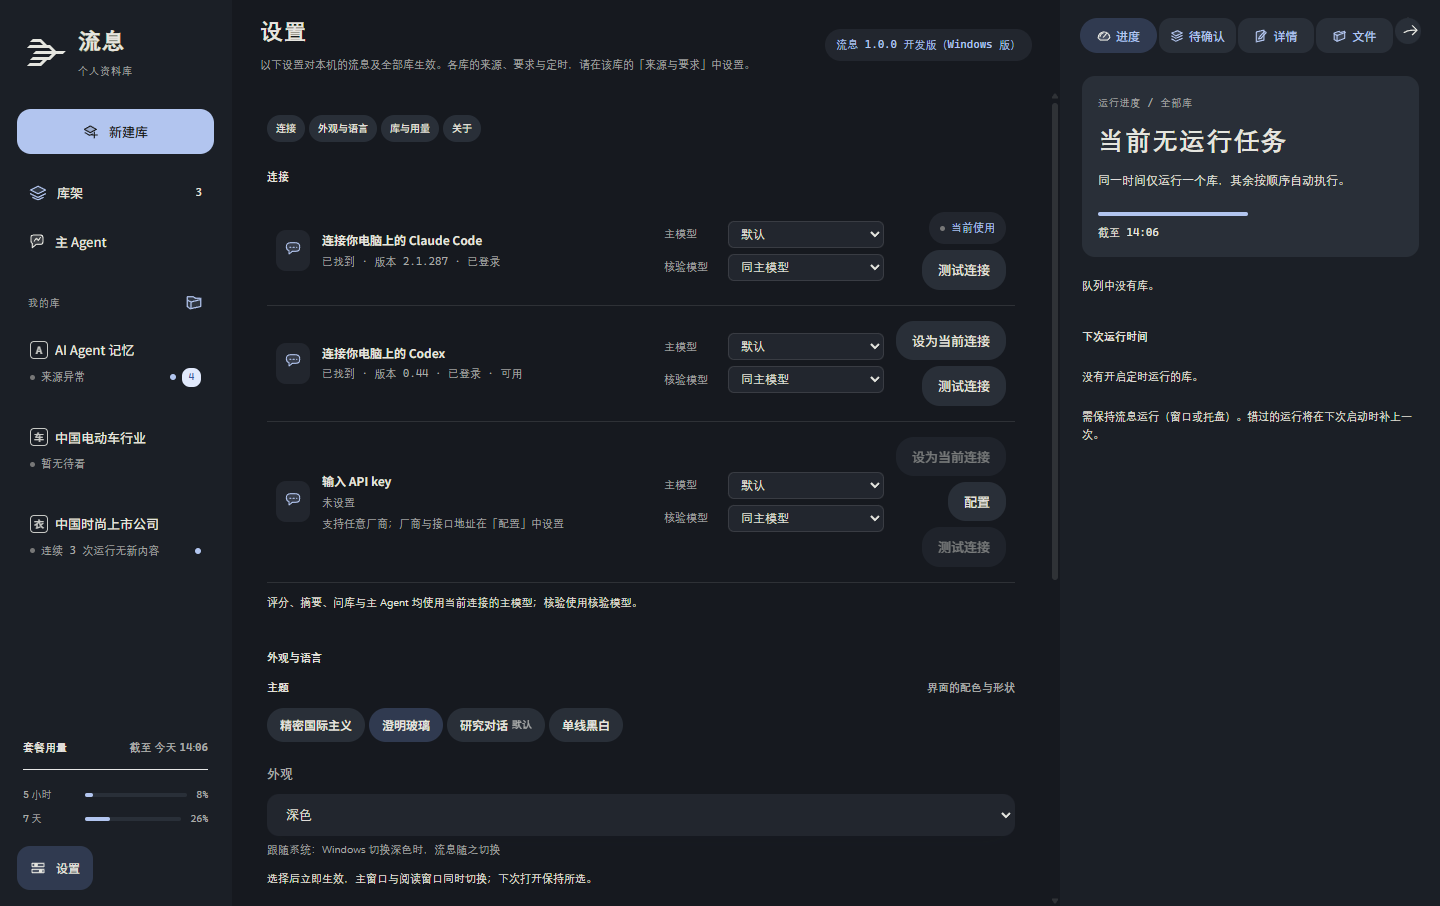 流息
个人资料库
新建库
库架 3
主 Agent
我的库
A AI Agent 记忆
来源异常 4
车 中国电动车行业
暂无待看
衣 中国时尚上市公司
连续 3 次运行无新内容
套餐用量 截至 今天 14:06
5 小时 8%
7 天 26%
设置
设置
以下设置对本机的流息及全部库生效。各库的来源、要求与定时，请在该库的「来源与要求」中设置。
流息 1.0.0 开发版（Windows 版）
连接 外观与语言 库与用量 关于
连接
连接你电脑上的 Claude Code
已找到 · 版本 2.1.287 · 已登录
主模型 默认
核验模型 同主模型
当前使用
测试连接
连接你电脑上的 Codex
已找到 · 版本 0.44 · 已登录 · 可用
主模型 默认
核验模型 同主模型
设为当前连接
测试连接
输入 API key
未设置
支持任意厂商；厂商与接口地址在「配置」中设置
主模型 默认
核验模型 同主模型
设为当前连接
配置
测试连接
评分、摘要、问库与主 Agent 均使用当前连接的主模型；核验使用核验模型。
外观与语言
主题 界面的配色与形状
精密国际主义 澄明玻璃 研究对话 默认 单线黑白
外观
深色
跟随系统：Windows 切换深色时，流息随之切换
选择后立即生效，主窗口与阅读窗口同时切换；下次打开保持所选。
进度 待确认 详情 文件
运行进度 / 全部库
当前无运行任务
同一时间仅运行一个库，其余按顺序自动执行。
截至 14:06
队列中没有库。
下次运行时间
没有开启定时运行的库。
需保持流息运行（窗口或托盘）。错过的运行将在下次启动时补上一
次。